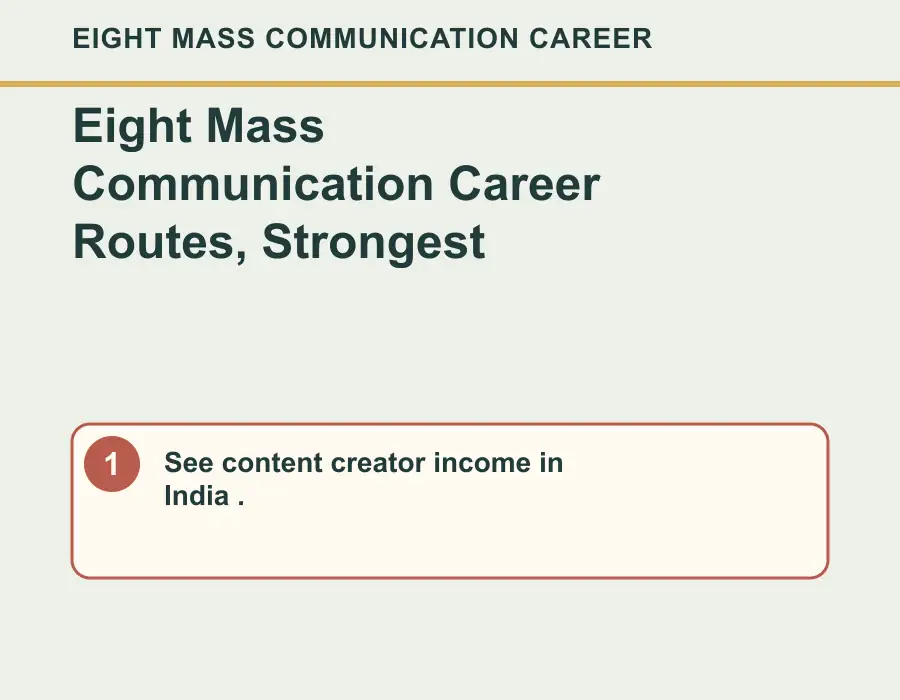 EIGHT MASS COMMUNICATION CAREER
Eight Mass
Communication Career
Routes, Strongest
1
See content creator income in
India .